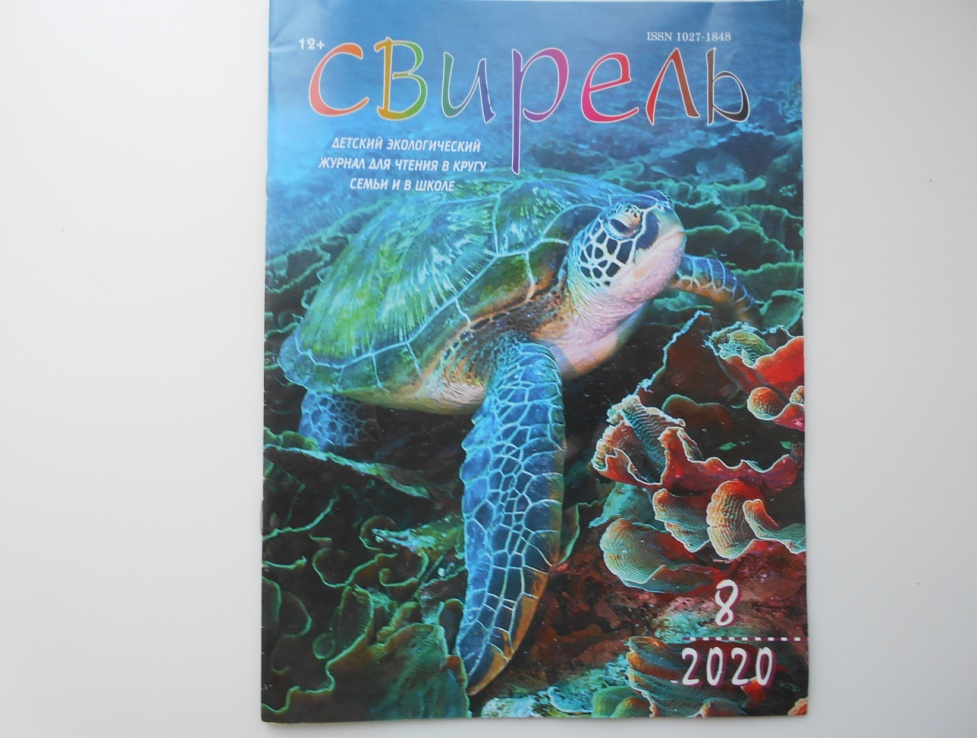 12+
ISSN 1027-1848
свирель
ДЕТСКИЙ ЭКОЛОГИЧЕСКИЙ
ЖУРНАЛ ДЛЯ ЧТЕНИЯ В КРУГУ
СЕМЬИ И В ШКОЛЕ
8
2020